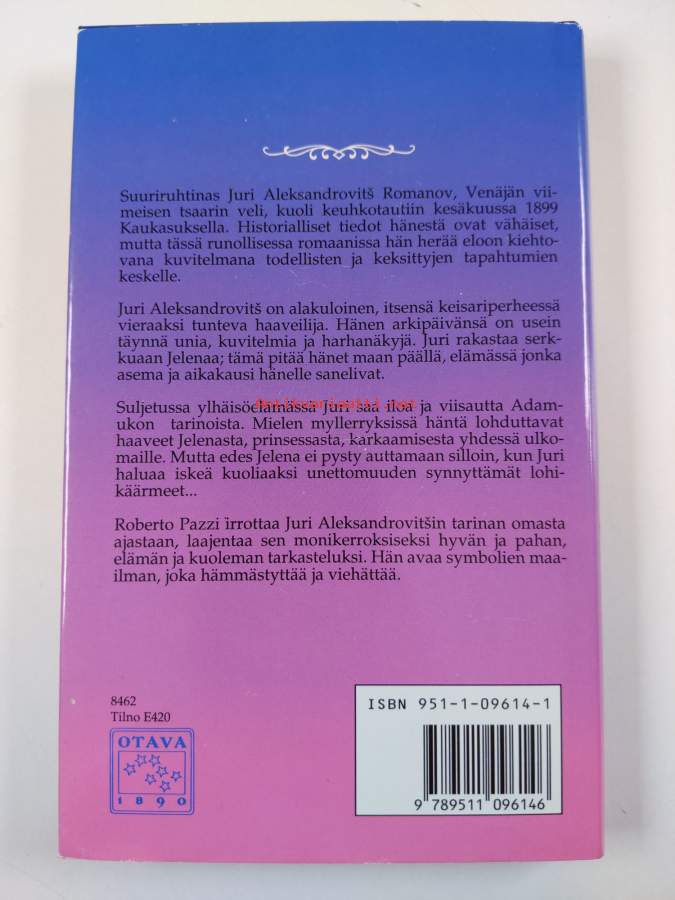 Suuriruhtinas Juri Aleksandrovitš Romanov, Venäjän vii-
meisen tsaarin veli, kuoli keuhkotautiin kesäkuussa 1899
Kaukasuksella. Historialliset tiedot hänestä ovat vähäiset,
mutta tässä runollisessa romaanissa hän herää eloon kiehto-
vana kuvitelmana todellisten ja keksittyjen tapahtumien
keskelle.
Juri Aleksandrovitš on alakuloinen, itsensä keisariperheessä
vieraaksi tunteva haaveilija. Hänen arkipäivänsä on usein
täynnä unia, kuvitelmia ja harhanäkyjä. Juri rakastaa serk-
kuaan Jelenaa; tämä pitää hänet maan päällä, elämässä jonka
asema ja aikakausi hänelle sanelivat.
Antikvariaatti.net
Suljetussa ylhäisöelämässä Juri saa iloa ja viisautta Adam-
ukon tarinoista. Mielen myllerryksissä häntä lohduttavat
haaveet Jelenasta, prinsessasta, karkaamisesta yhdessä ulko-
maille. Mutta edes Jelena ei pysty auttamaan silloin, kun Juri
haluaa iskeä kuoliaaksi unettomuuden synnyttämät lohi-
käärmeet...
Roberto Pazzi irrottaa Juri Aleksandrovitšin tarinan omasta
ajastaan, laajentaa sen monikerroksiseksi hyvän ja pahan,
elämän ja kuoleman tarkasteluksi. Hän avaa symbolien maa-
ilman, joka hämmästyttää ja viehättää.
8462
Tilno E420
OTAVA
1890
ISBN 951-1-09614-1
9 789511 096146